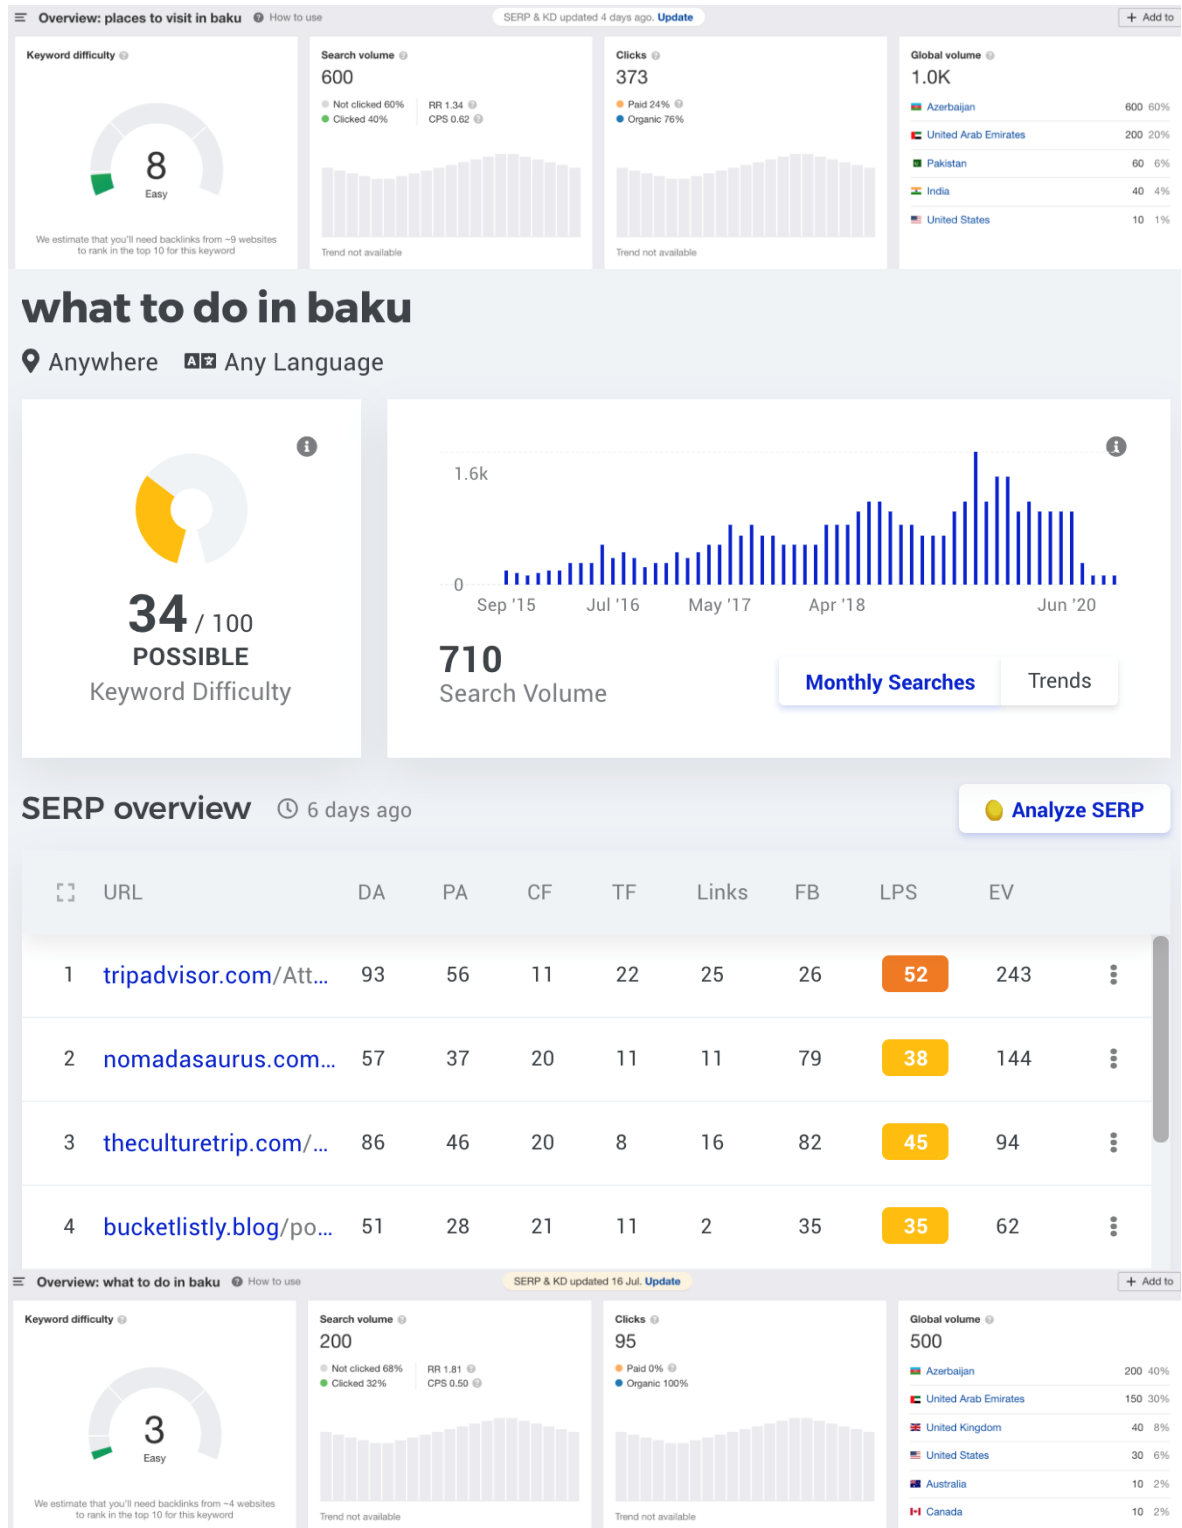 Overview: places to visit in baku ? How to use SERP & KD updated 4 days ago. Update + Add to
Keyword difficulty ?
8
Easy
We estimate that you'll need backlinks from ~9 websites
to rank in the top 10 for this keyword
Search volume ?
600
Not clicked 60% RR 1.34 ?
Clicked 40% CPS 0.62 ?
Trend not available
Clicks ?
373
Paid 24% ?
Organic 76%
Trend not available
Global volume ?
1.0K
Azerbaijan 600 60%
United Arab Emirates 200 20%
Pakistan 60 6%
India 40 4%
United States 10 1%
what to do in baku
Anywhere Any Language
34 / 100
POSSIBLE
Keyword Difficulty
1.6k
0
Sep '15 Jul '16 May '17 Apr '18 Jun '20
710
Search Volume
Monthly Searches Trends
SERP overview 6 days ago Analyze SERP
URL DA PA CF TF Links FB LPS EV
1 tripadvisor.com/Att... 93 56 11 22 25 26 52 243
2 nomadasaurus.com... 57 37 20 11 11 79 38 144
3 theculturetrip.com/... 86 46 20 8 16 82 45 94
4 bucketlistly.blog/po... 51 28 21 11 2 35 35 62
Overview: what to do in baku ? How to use SERP & KD updated 16 Jul. Update + Add to
Keyword difficulty ?
3
Easy
We estimate that you'll need backlinks from ~4 websites
to rank in the top 10 for this keyword
Search volume ?
200
Not clicked 68% RR 1.81 ?
Clicked 32% CPS 0.50 ?
Trend not available
Clicks ?
95
Paid 0% ?
Organic 100%
Trend not available
Global volume ?
500
Azerbaijan 200 40%
United Arab Emirates 150 30%
United Kingdom 40 8%
United States 30 6%
Australia 10 2%
Canada 10 2%